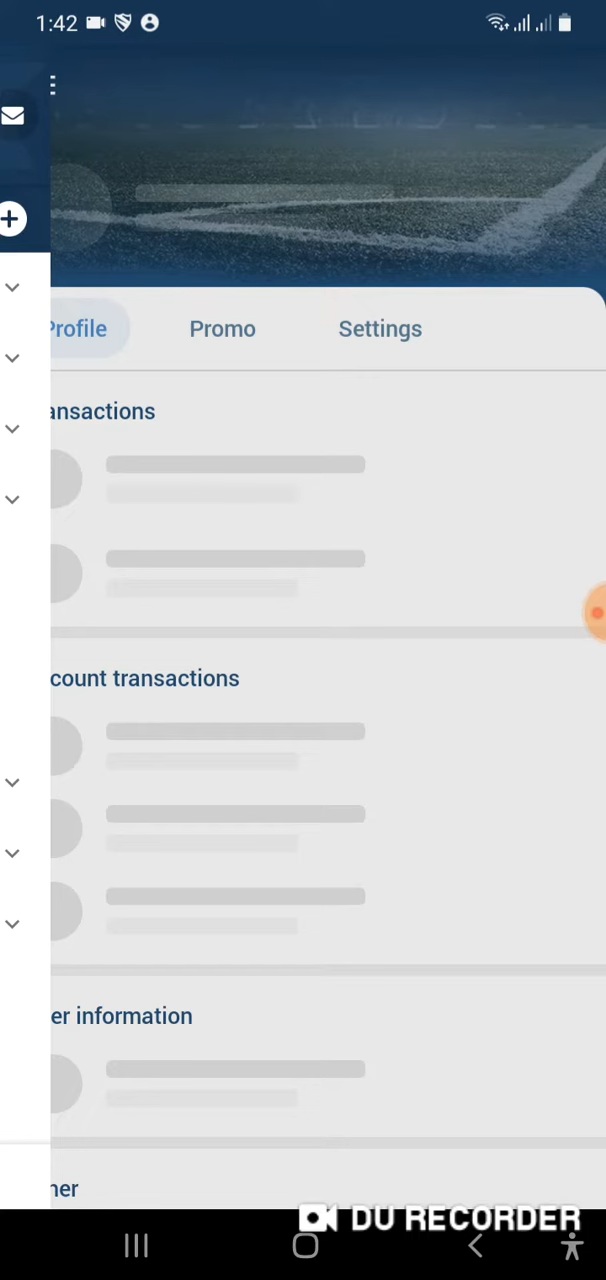 1:42
Profile
Promo
Settings
ansactions
count transactions
er information
ner
DU RECORDER